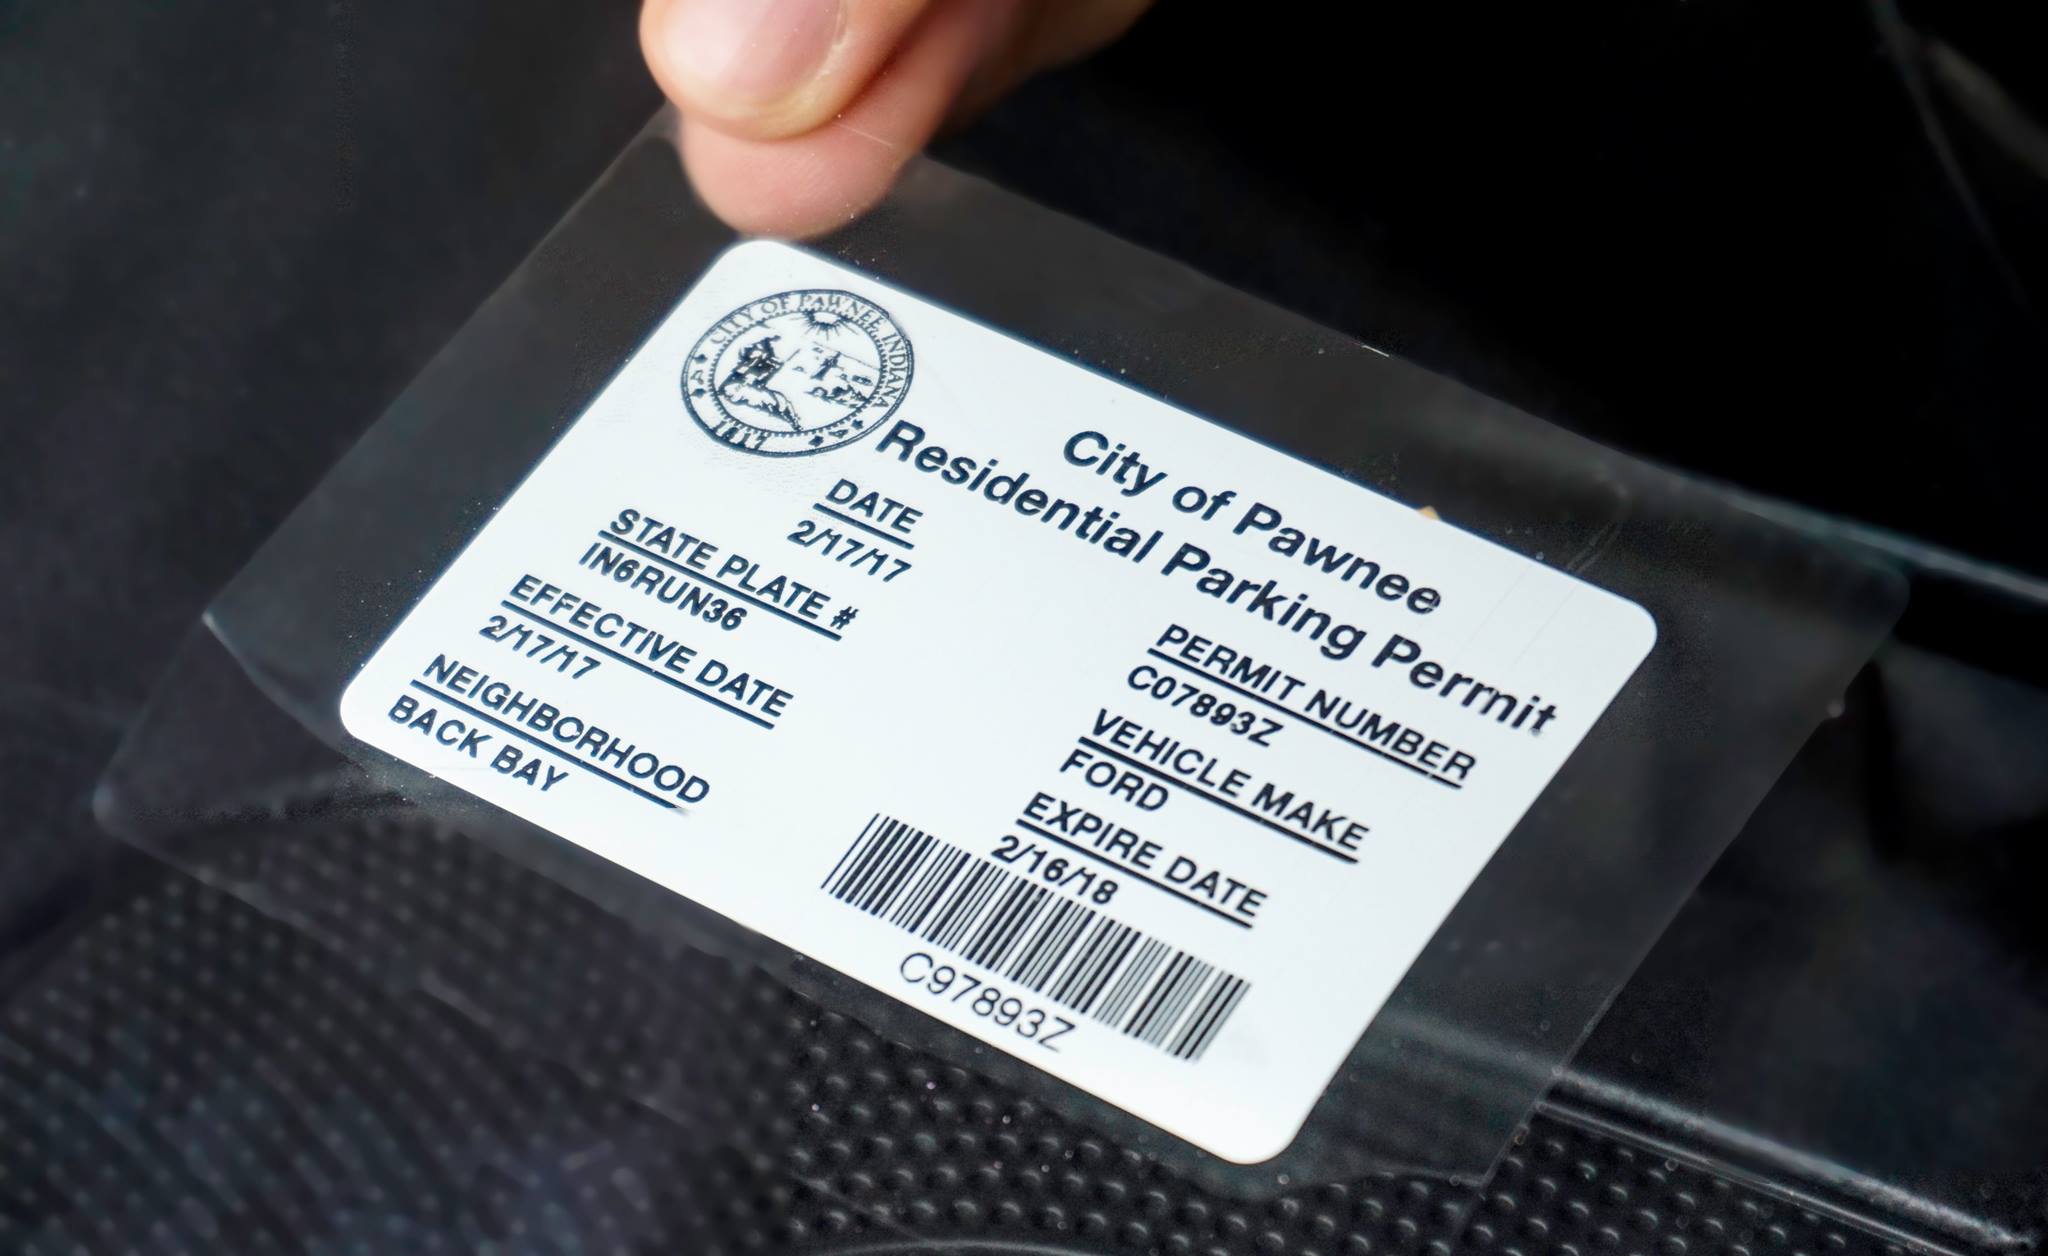 CITY OF PAWNEE INDIANA
1817
City of Pawnee
Residential Parking Permit
DATE
2/17/17
STATE PLATE #
IN6RUN36
EFFECTIVE DATE
2/17/17
NEIGHBORHOOD
BACK BAY
PERMIT NUMBER
C07893Z
VEHICLE MAKE
FORD
EXPIRE DATE
2/16/18
C97893Z